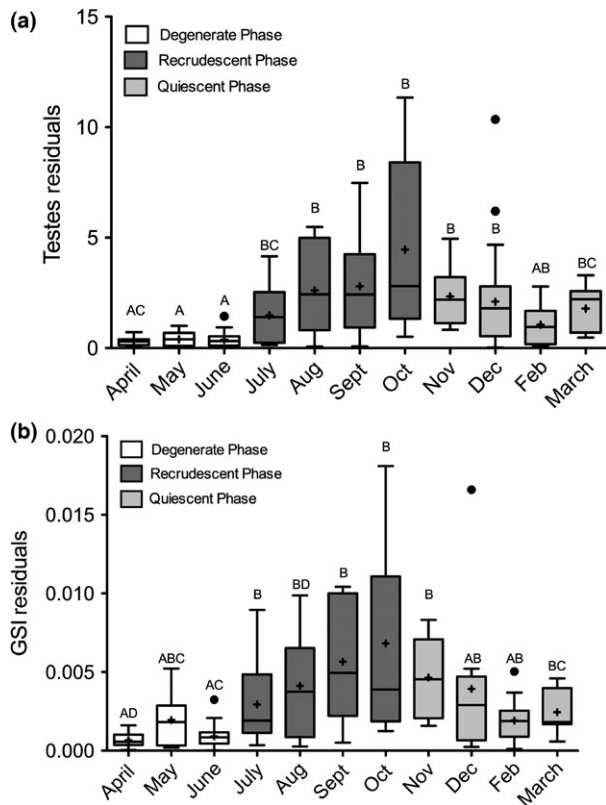 (a)
15
10
5
0
Testes residuals
Degenerate Phase
Recrudescent Phase
Quiescent Phase
AC A A BC B B B B B AB BC
April May June July Aug Sept Oct Nov Dec Feb March
(b)
0.020
0.015
0.010
0.005
0.000
GSI residuals
Degenerate Phase
Recrudescent Phase
Quiescent Phase
AD ABC AC B BD B B B AB AB BC
April May June July Aug Sept Oct Nov Dec Feb March